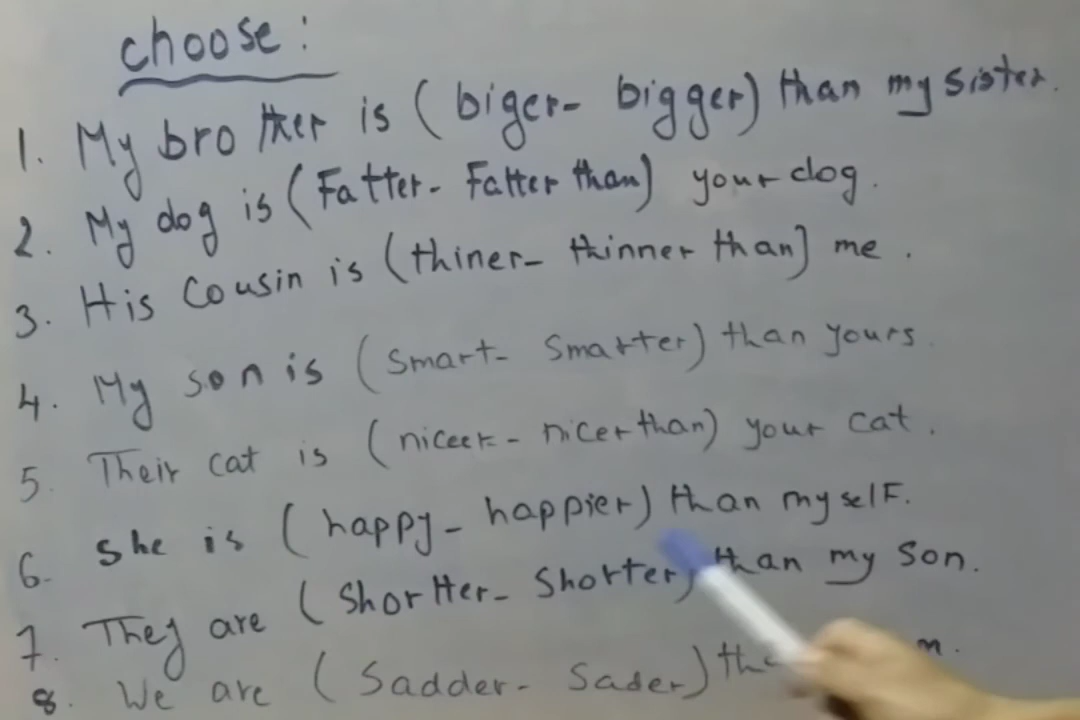 choose:
1. My brother is (biger- bigger) than my sister.
2. My dog is (Fatter- Fatter than) your dog.
3. His Cousin is (thiner- thinner than) me.
4. My son is (Smart- Smarter) than yours.
5. Their cat is (niceer- nicer than) your cat.
6. She is (happy- happier) than myself.
7. They are (Shortter- Shorter) than my son.
8. We are (Sadder- Sader)